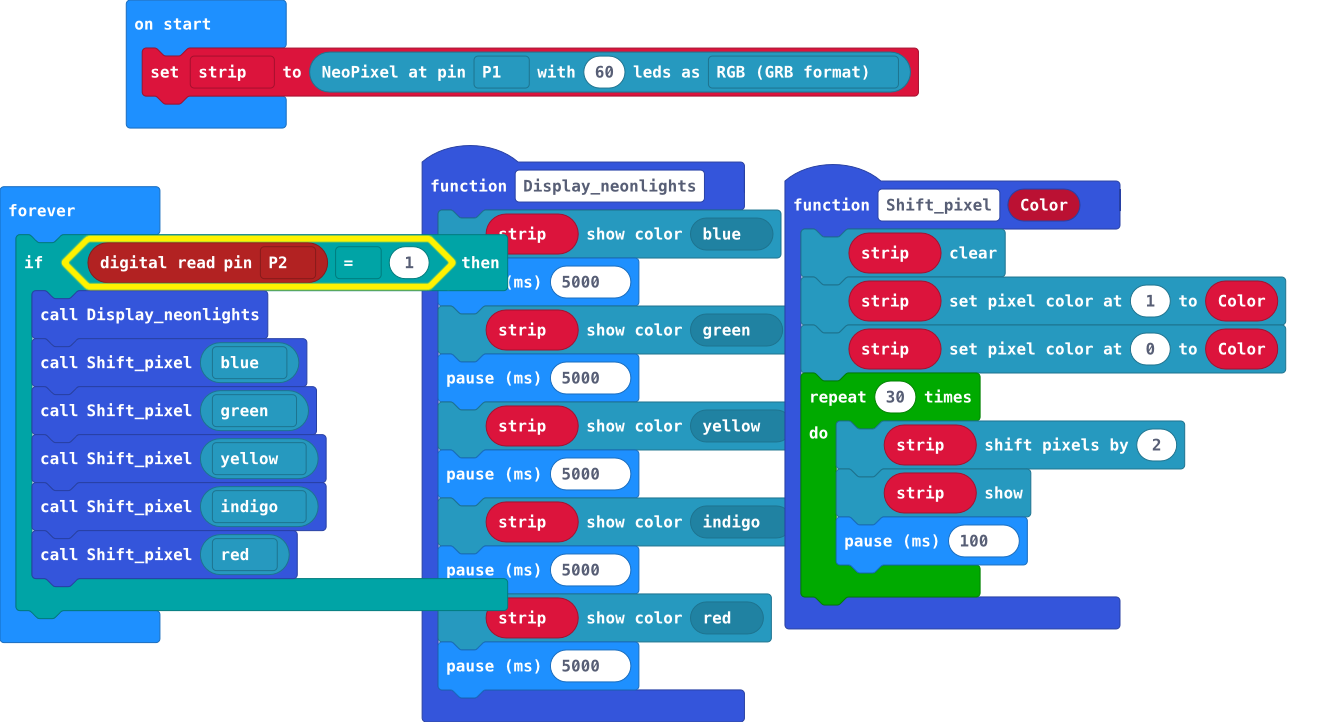 on start
set strip to NeoPixel at pin P1 with 60 leds as RGB (GRB format)
forever
if digital read pin P2 = 1 then
call Display_neonlights
call Shift_pixel blue
call Shift_pixel green
call Shift_pixel yellow
call Shift_pixel indigo
call Shift_pixel red
function Display_neonlights
strip show color blue
(ms) 5000
strip show color green
pause (ms) 5000
strip show color yellow
pause (ms) 5000
strip show color indigo
pause (ms) 5000
strip show color red
pause (ms) 5000
function Shift_pixel Color
strip clear
strip set pixel color at 1 to Color
strip set pixel color at 0 to Color
repeat 30 times
do
strip shift pixels by 2
strip show
pause (ms) 100